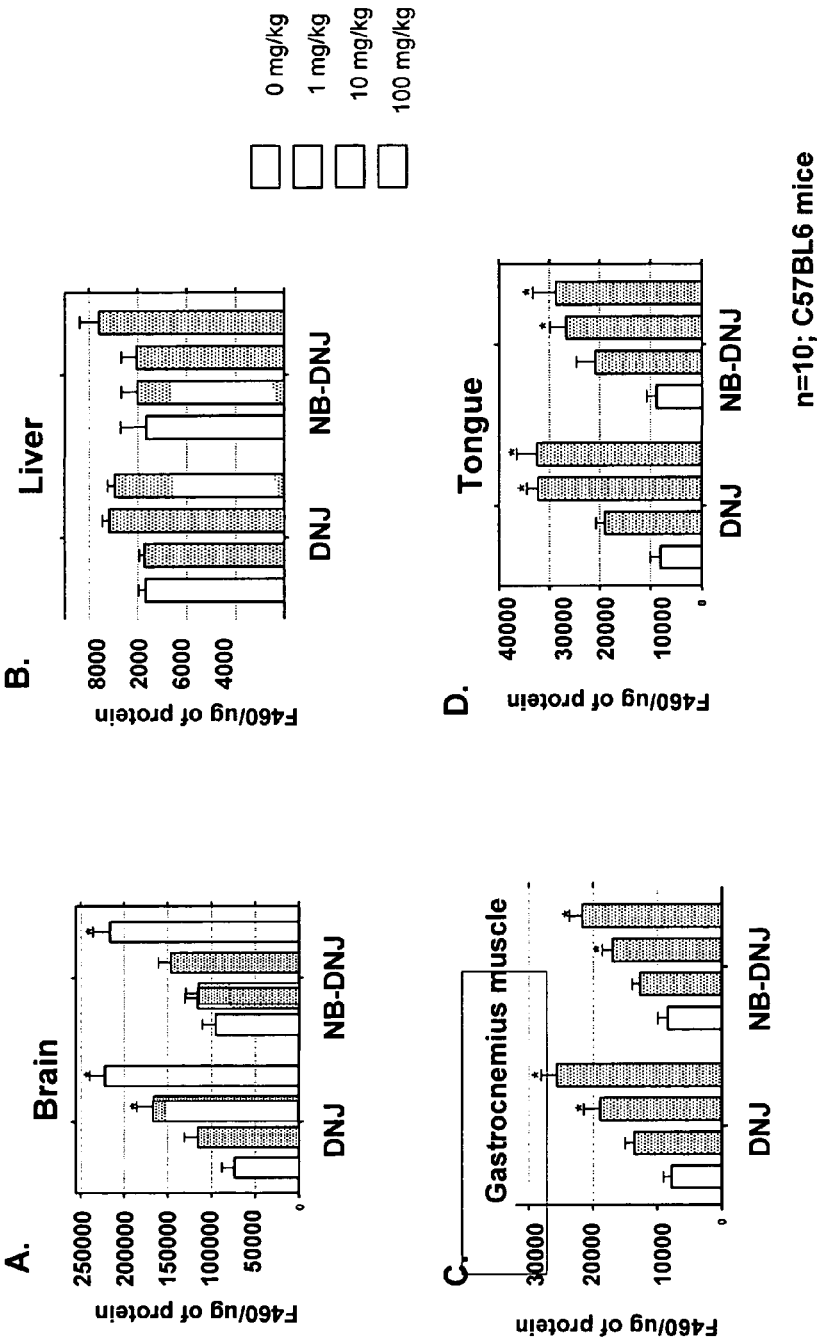 A.
Brain
F460/ug of protein
250000
200000
150000
100000
50000
0
DNJ
NB-DNJ
B.
Liver
F460/ug of protein
8000
2000
6000
4000
DNJ
NB-DNJ
0 mg/kg
1 mg/kg
10 mg/kg
100 mg/kg
C.
Gastrocnemius muscle
F460/ug of protein
30000
20000
10000
0
DNJ
NB-DNJ
D.
Tongue
F460/ug of protein
40000
30000
20000
10000
0
DNJ
NB-DNJ
n=10; C57BL6 mice